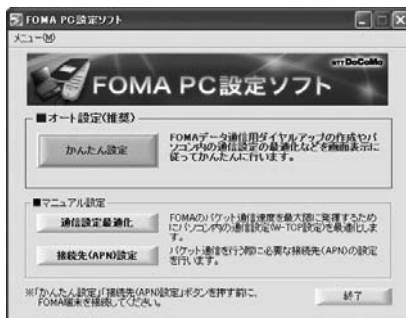 FOMA PC設定ソフト
メニュー(M)
NTT DoCoMo
FOMA PC設定ソフト
■オート設定(推奨)
かんたん設定
FOMAデータ通信用ダイヤルアップの作成やパ
ソコン内の通信設定の最適化などを画面表示に
従ってかんたんに行います。
■マニュアル設定
通信設定最適化
FOMAのパケット通信速度を最大限に発揮するため
にパソコン内の通信設定(W-TCP設定)を最適化しま
す。
接続先(APN)設定
パケット通信を行う際に必要な接続先(APN)の設定
を行います。
※「かんたん設定」「接続先(APN)設定」ボタンを押す前に、
FOMA端末を接続してください。
終了